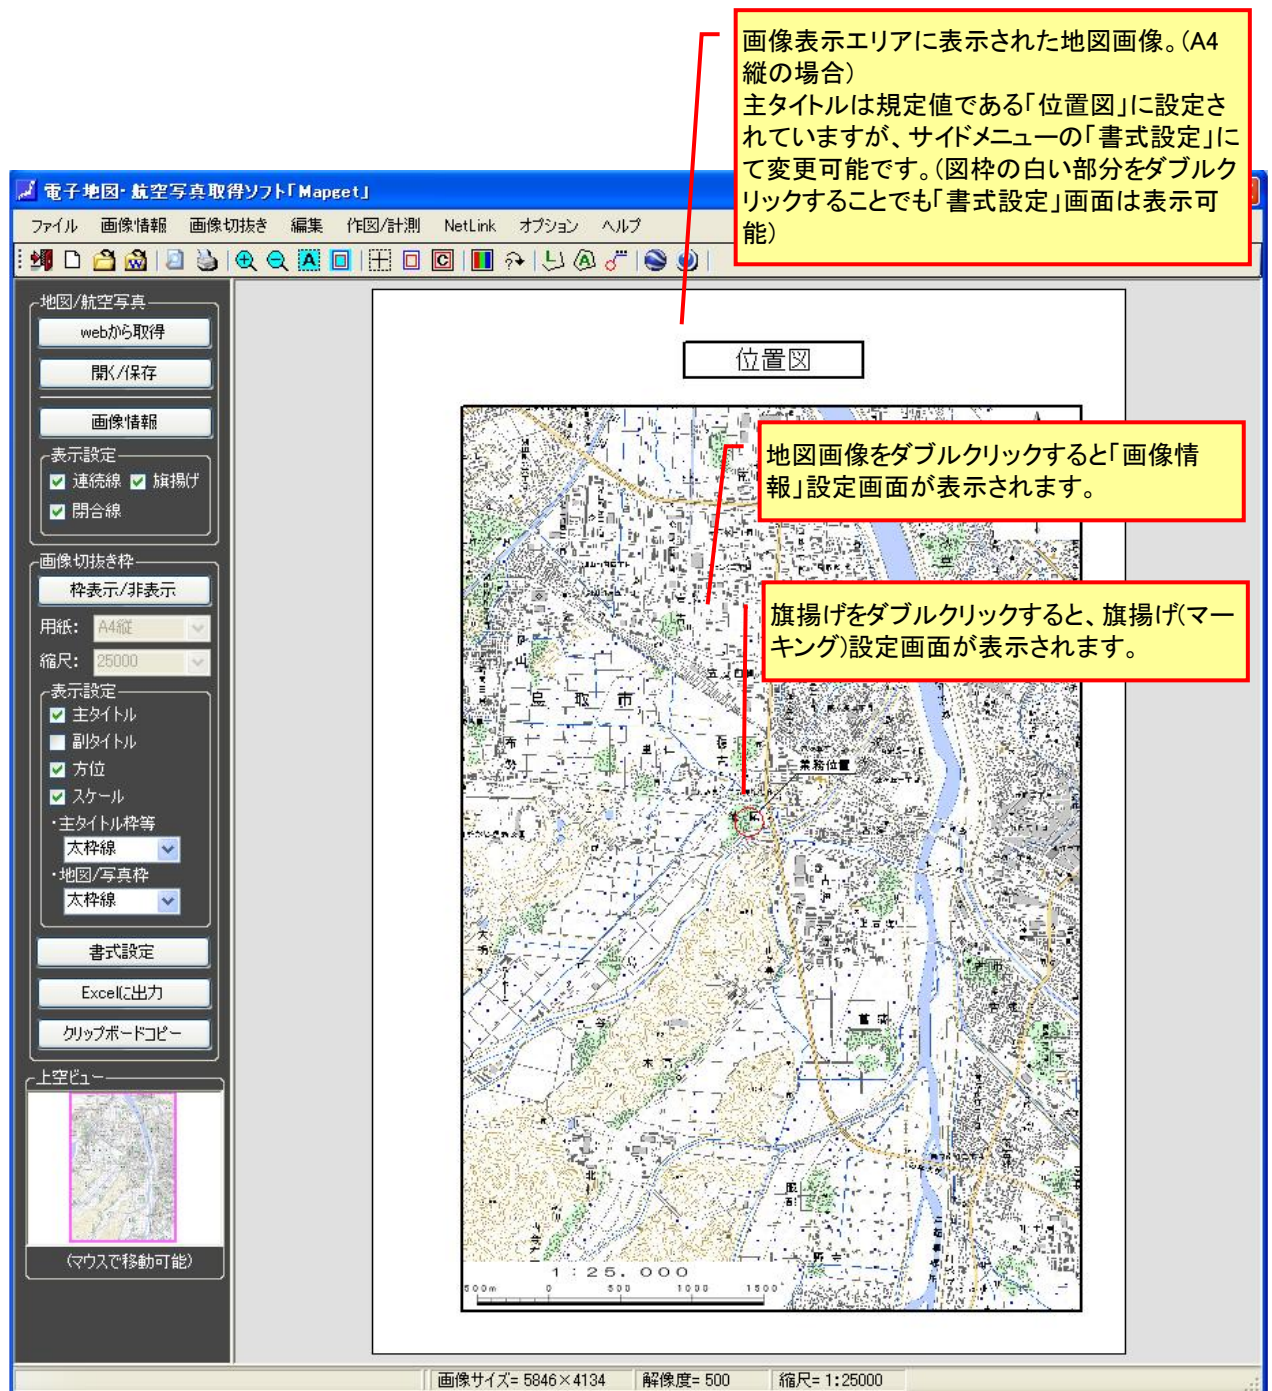 画像表示エリアに表示された地図画像。(A4
縦の場合)
主タイトルは規定値である「位置図」に設定さ
れていますが、サイドメニューの「書式設定」に
て変更可能です。(図枠の白い部分をダブルク
リックすることでも「書式設定」画面は表示可
能)
電子地図・航空写真取得ソフト「Mapget」
ファイル 画像情報 画像切抜き 編集 作図/計測 NetLink オプション ヘルプ
地図/航空写真
webから取得
開く/保存
画像情報
表示設定
連続線 旗揚げ
閉合線
画像切抜き枠
枠表示/非表示
用紙: A4縦
縮尺: 25000
表示設定
主タイトル
副タイトル
方位
スケール
・主タイトル枠等
太枠線
・地図/写真枠
太枠線
書式設定
Excelに出力
クリップボードコピー
上空ビュー
(マウスで移動可能)
位置図
地図画像をダブルクリックすると「画像情
報」設定画面が表示されます。
旗揚げをダブルクリックすると、旗揚げ(マー
キング)設定画面が表示されます。
鳥取市
業務位置
菖蒲
服部
1:25.000
500m 0 500 1000 1500
画像サイズ= 5846×4134 解像度= 500 縮尺= 1:25000